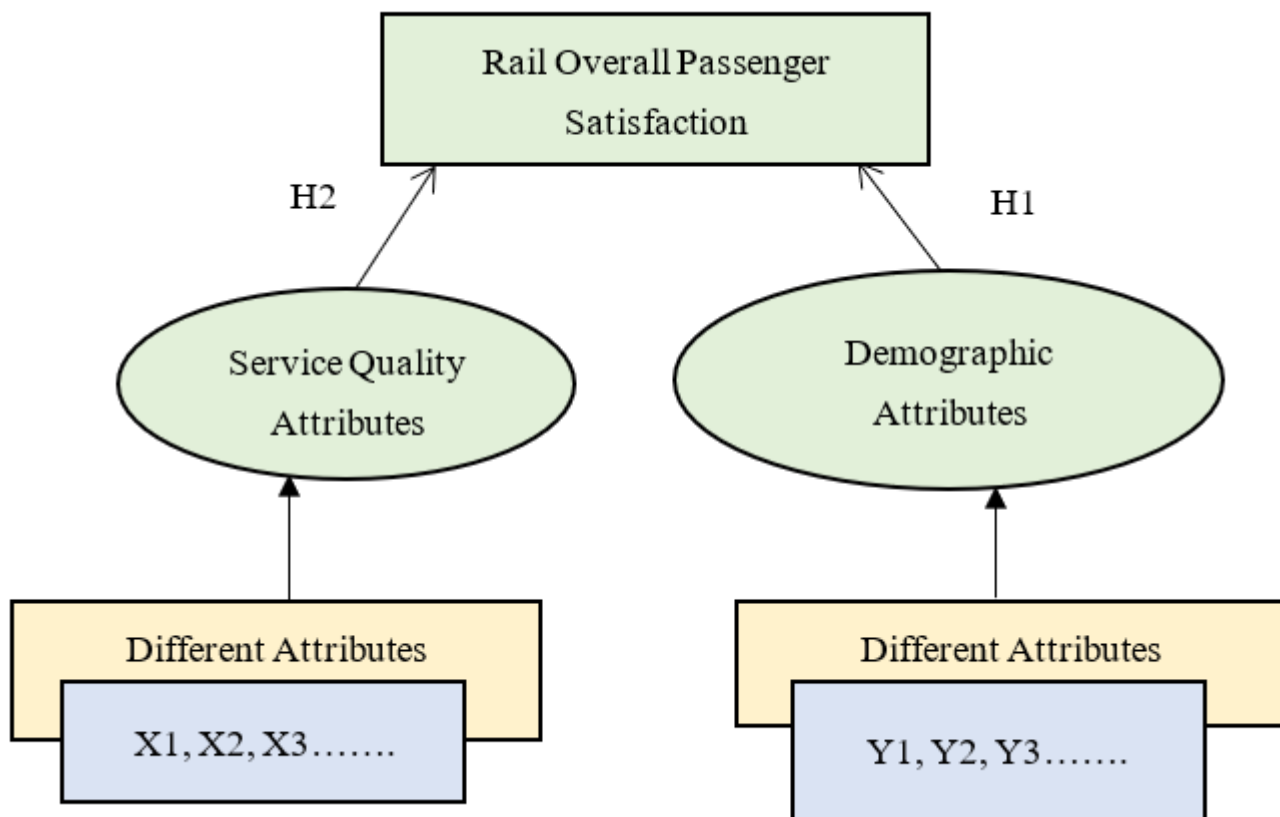 Rail Overall Passenger
Satisfaction
H2
H1
Service Quality
Attributes
Demographic
Attributes
Different Attributes
X1, X2, X3…….
Different Attributes
Y1, Y2, Y3…….